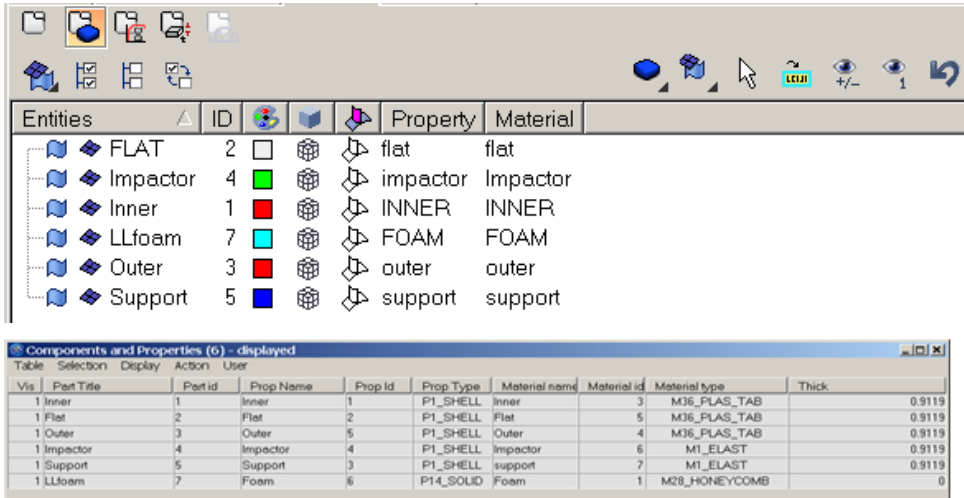 +/- 1
Entities ID Property Material
FLAT 2 flat flat
Impactor 4 impactor Impactor
Inner 1 INNER INNER
LLfoam 7 FOAM FOAM
Outer 3 outer outer
Support 5 support support
Components and Properties (6) - displayed
Table Selection Display Action User
Vis Part Title Part id Prop Name Prop Id Prop Type Material name Material id Material type Thick
1 Inner 1 Inner 1 P1_SHELL Inner 3 M36_PLAS_TAB 0.9119
1 Flat 2 Flat 2 P1_SHELL Flat 5 M36_PLAS_TAB 0.9119
1 Outer 3 Outer 5 P1_SHELL Outer 4 M36_PLAS_TAB 0.9119
1 Impactor 4 Impactor 4 P1_SHELL Impactor 6 M1_ELAST 0.9119
1 Support 5 Support 3 P1_SHELL support 7 M1_ELAST 0.9119
1 LLfoam 7 Foam 6 P14_SOLID Foam 1 M28_HONEYCOMB 0